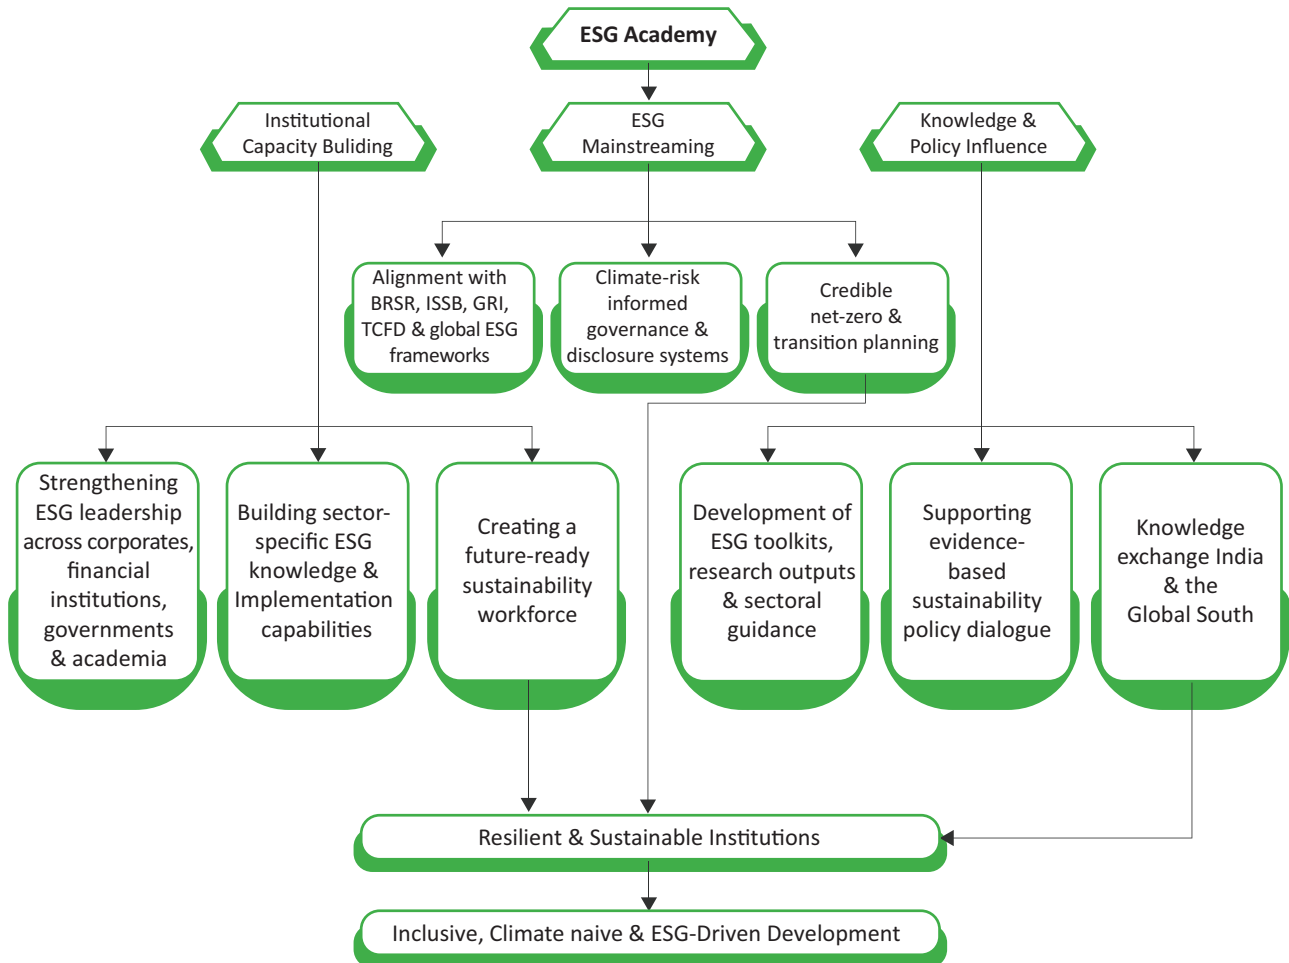 ESG Academy
Institutional
Capacity Buliding
ESG
Mainstreaming
Knowledge &
Policy Influence
Alignment with
BRSR, ISSB, GRI,
TCFD & global ESG
frameworks
Climate-risk
informed
governance &
disclosure systems
Credible
net-zero &
transition planning
Strengthening
ESG leadership
across corporates,
financial
institutions,
governments
& academia
Building sector-
specific ESG
knowledge &
Implementation
capabilities
Creating a
future-ready
sustainability
workforce
Development of
ESG toolkits,
research outputs
& sectoral
guidance
Supporting
evidence-
based
sustainability
policy dialogue
Knowledge
exchange India
& the
Global South
Resilient & Sustainable Institutions
Inclusive, Climate naive & ESG-Driven Development